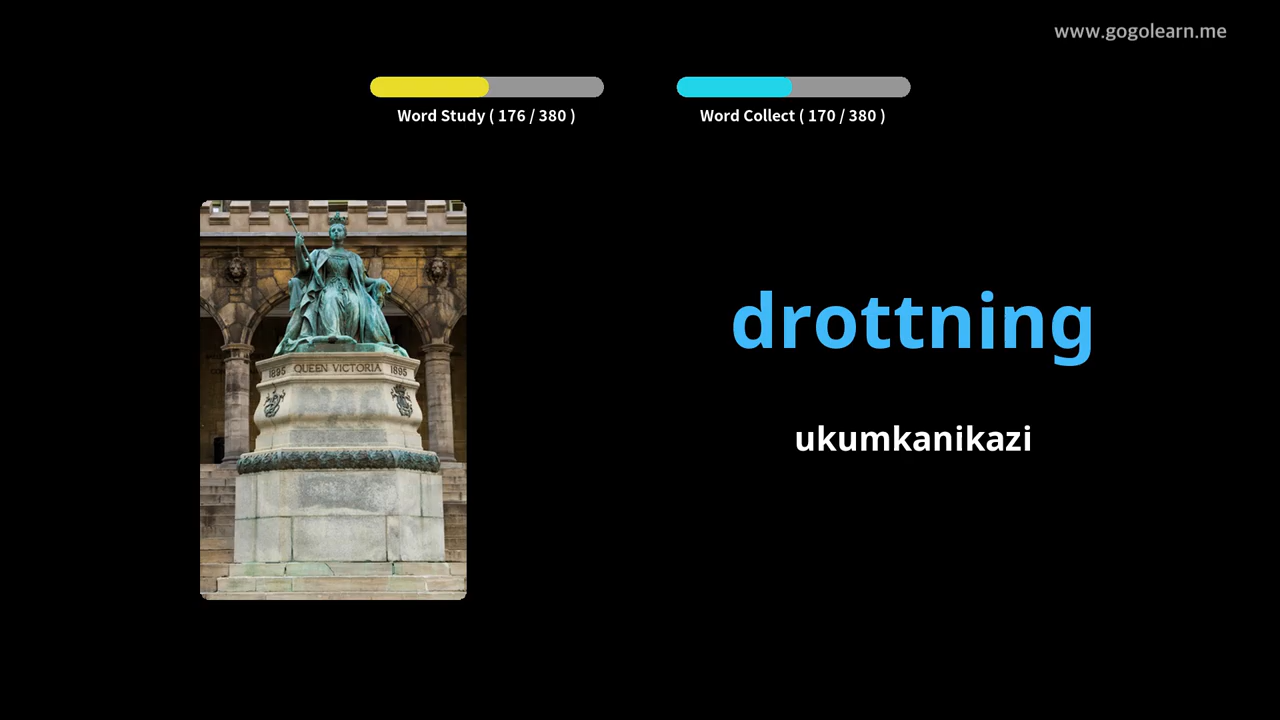 www.gogolearn.me
Word Study ( 176 / 380 )
Word Collect ( 170 / 380 )
1895 QUEEN VICTORIA 1895
drottning
ukumkanikazi